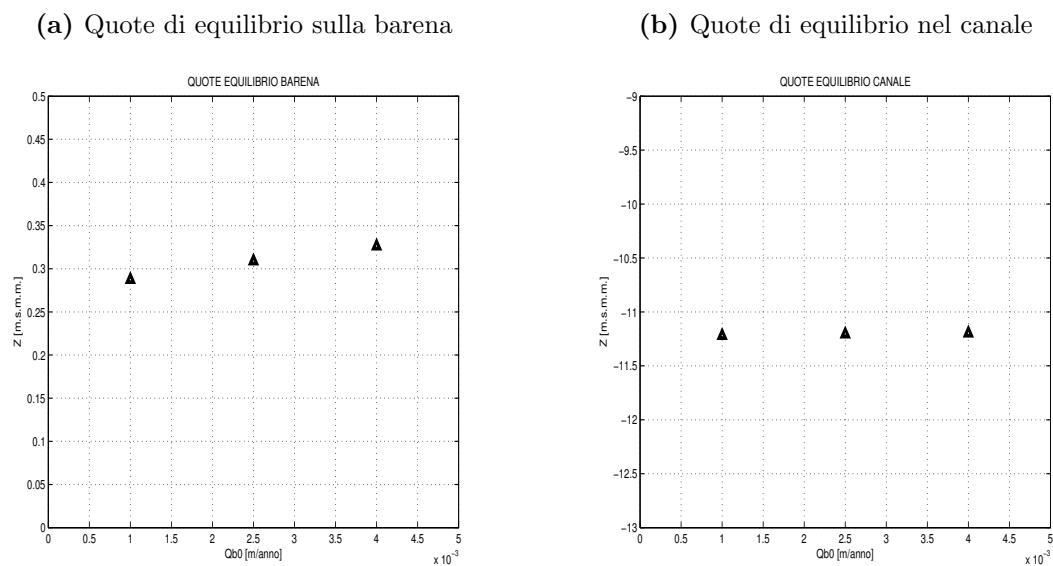 (a) Quote di equilibrio sulla barena
(b) Quote di equilibrio nel canale
QUOTE EQUILIBRIO BARENA
0.5
0.45
0.4
0.35
0.3
0.25
0.2
0.15
0.1
0.05
0
Z [m.s.m.m.]
0 0.5 1 1.5 2 2.5 3 3.5 4 4.5 5
Qb0 [m/anno]
x 10⁻³
QUOTE EQUILIBRIO CANALE
−9
−9.5
−10
−10.5
−11
−11.5
−12
−12.5
−13
Z [m.s.m.m.]
0 0.5 1 1.5 2 2.5 3 3.5 4 4.5 5
Qb0 [m/anno]
x 10⁻³